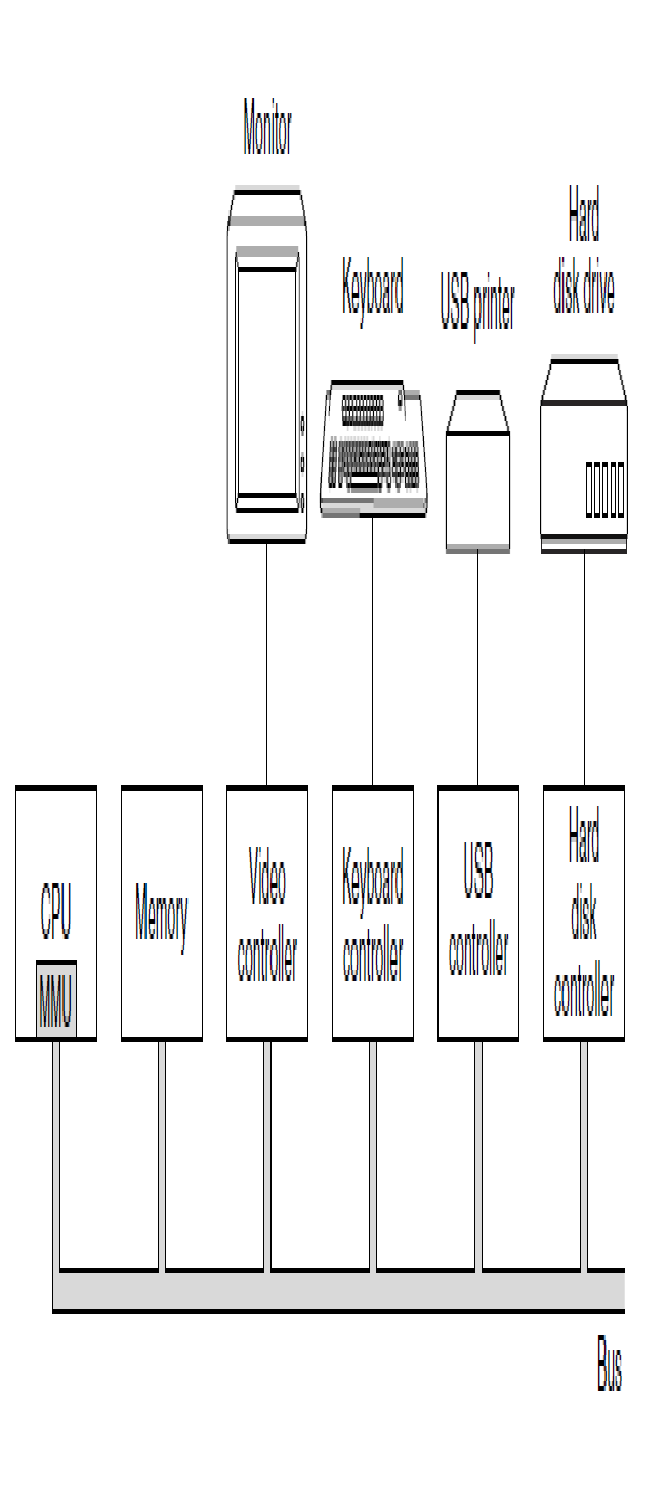 Monitor
Keyboard
USB printer
Hard
disk drive
CPU
MMU
Memory
Video
controller
Keyboard
controller
USB
controller
Hard
disk
controller
Bus